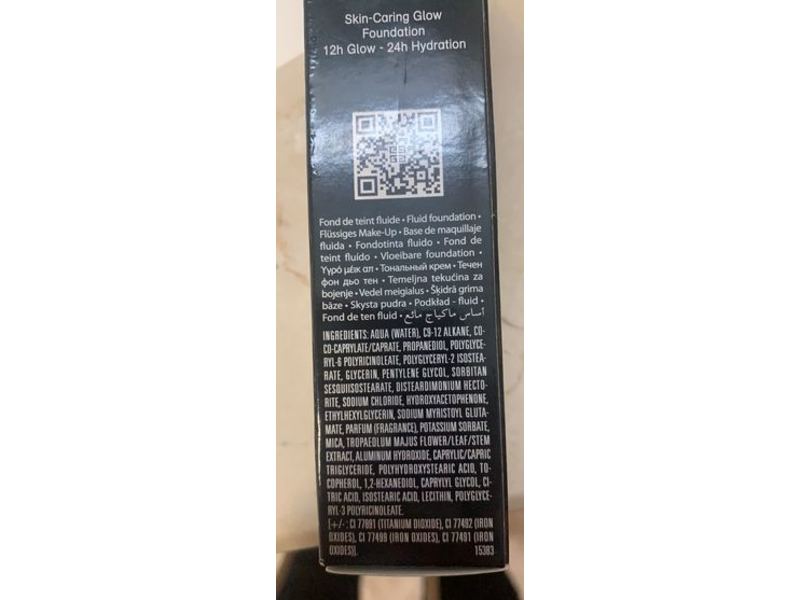 Skin-Caring Glow
Foundation
12h Glow - 24h Hydration
Fond de teint fluide • Fluid foundation •
Flüssiges Make-Up • Base de maquillaje
fluida • Fondotinta fluido • Fond de
teint fluido • Vloeibare foundation •
Υγρό μέικ απ • Тональный крем • Течен
фон дьо тен • Temeljna tekućina za
bojenje • Vedel meigialus • Šķidrā grima
bāze • Skysta pudra • Podkład - fluid •
Fond de ten fluid • أساس ماكياج مائع •
INGREDIENTS: AQUA (WATER), C9-12 ALKANE, CO-
CO-CAPRYLATE/CAPRATE, PROPANEDIOL, POLYGLYCE-
RYL-6 POLYRICINOLEATE, POLYGLYCERYL-2 ISOSTEA-
RATE, GLYCERIN, PENTYLENE GLYCOL, SORBITAN
SESQUIISOSTEARATE, DISTEARDIMONIUM HECTO-
RITE, SODIUM CHLORIDE, HYDROXYACETOPHENONE,
ETHYLHEXYLGLYCERIN, SODIUM MYRISTOYL GLUTA-
MATE, PARFUM (FRAGRANCE), POTASSIUM SORBATE,
MICA, TROPAEOLUM MAJUS FLOWER/LEAF/STEM
EXTRACT, ALUMINUM HYDROXIDE, CAPRYLIC/CAPRIC
TRIGLYCERIDE, POLYHYDROXYSTEARIC ACID, TO-
COPHEROL, 1,2-HEXANEDIOL, CAPRYLYL GLYCOL, CI-
TRIC ACID, ISOSTEARIC ACID, LECITHIN, POLYGLYCE-
RYL-3 POLYRICINOLEATE.
[+/-: CI 77891 (TITANIUM DIOXIDE), CI 77492 (IRON
OXIDES), CI 77499 (IRON OXIDES), CI 77491 (IRON
OXIDES)]. 15383